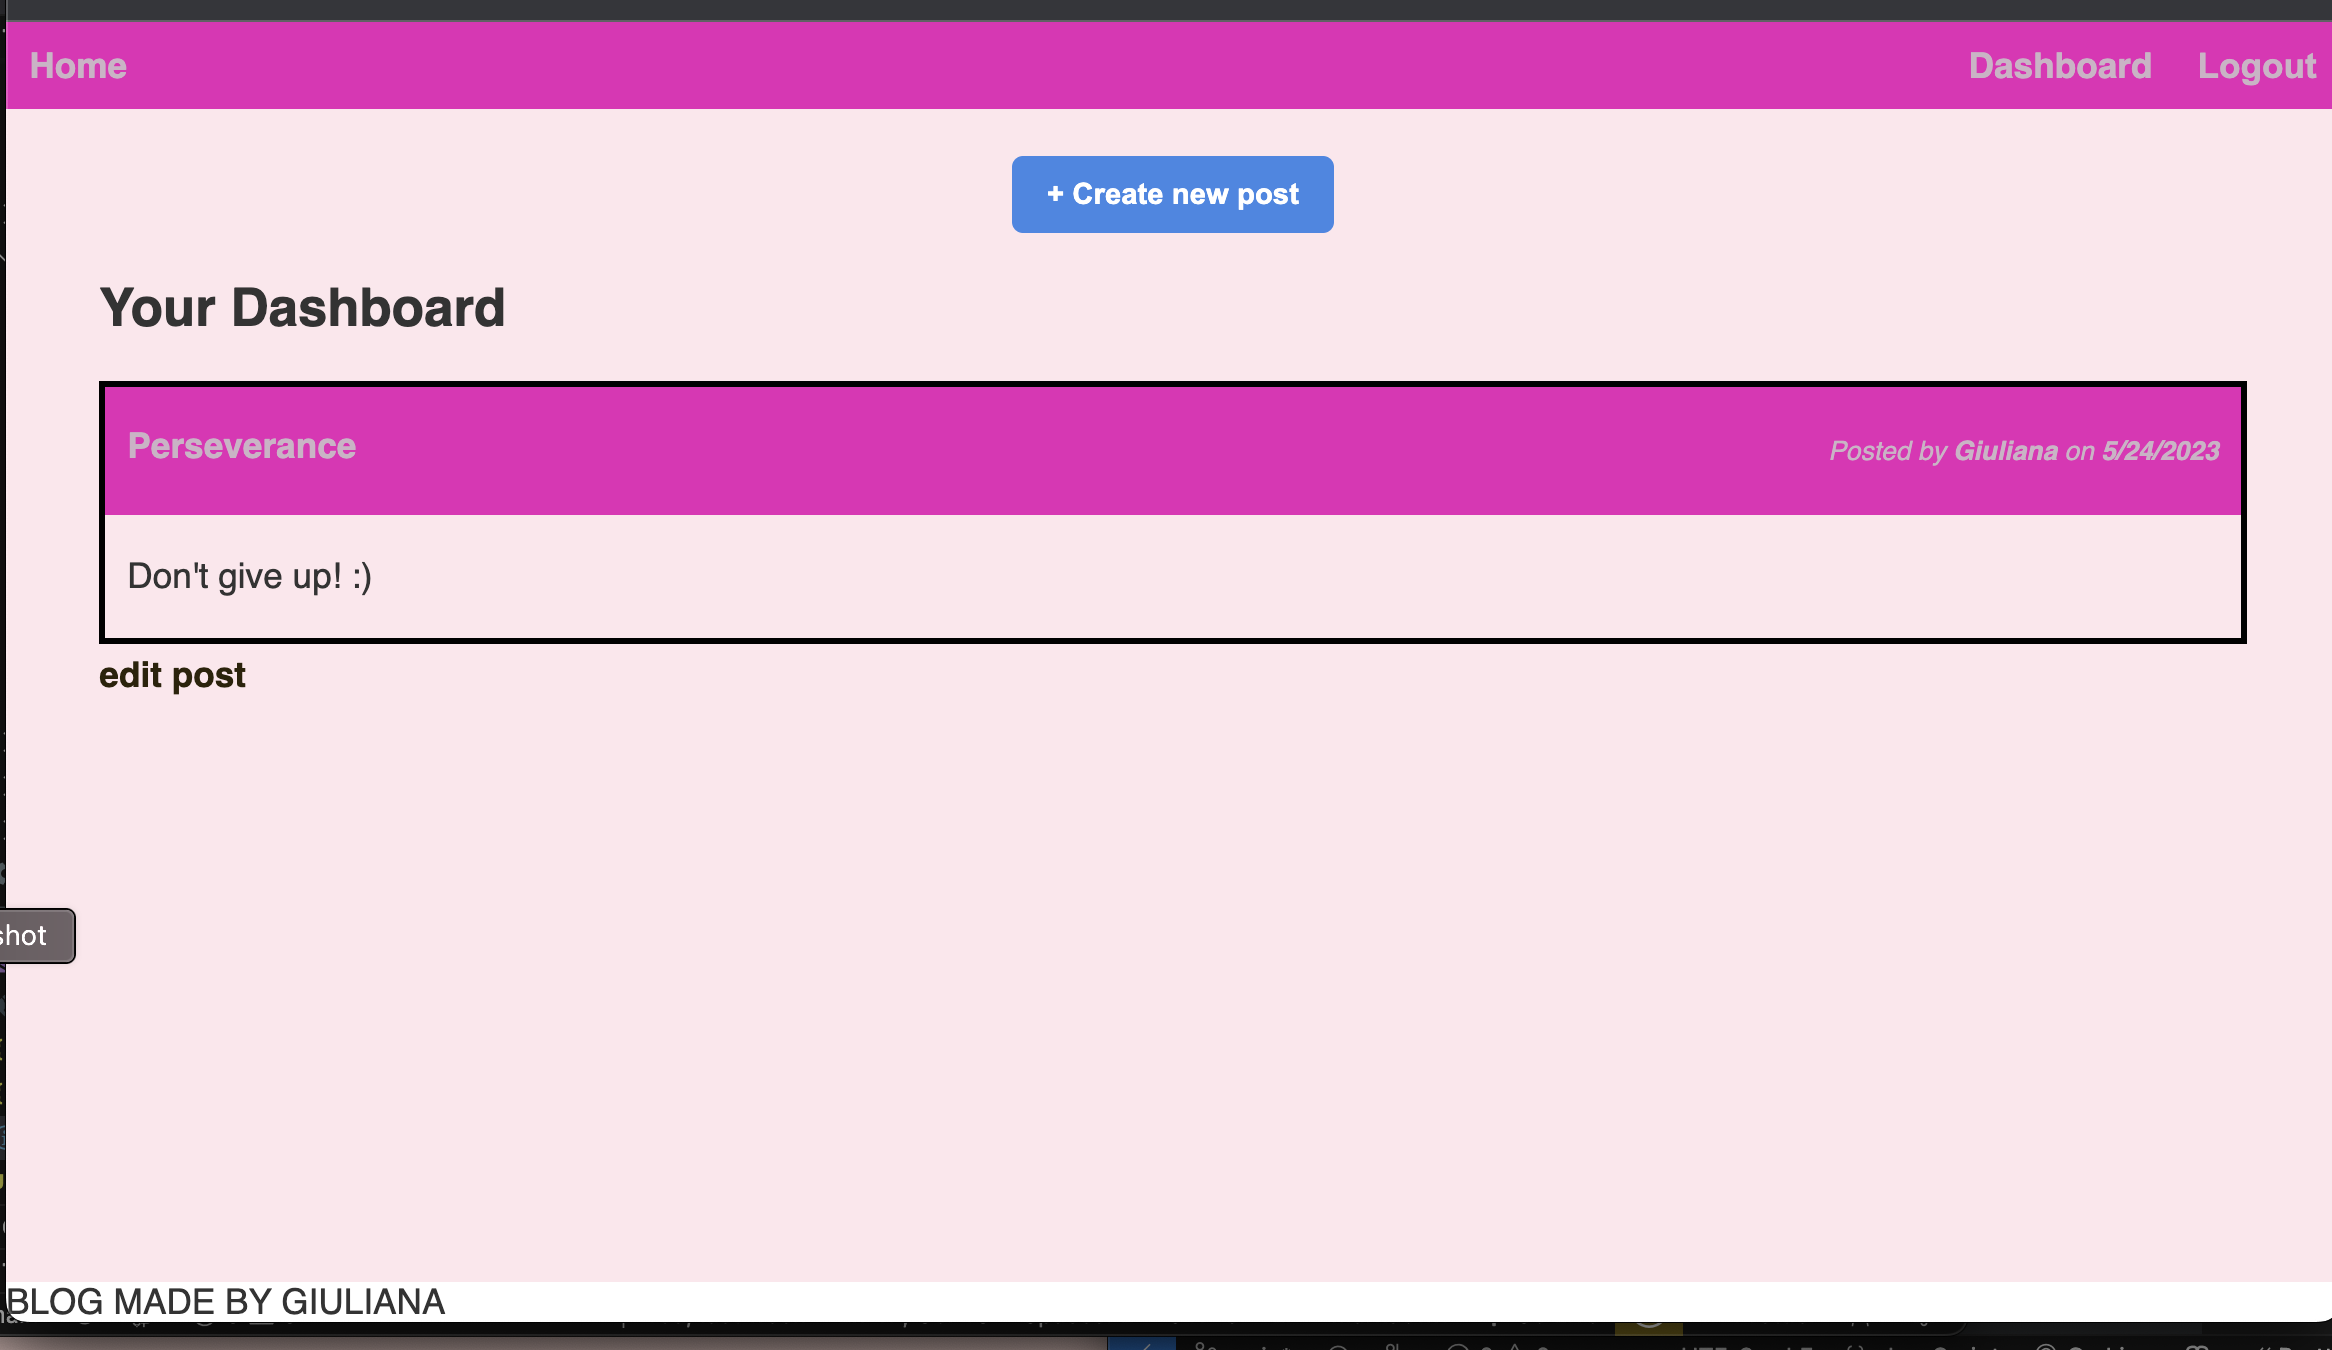 Home Dashboard Logout
+ Create new post
Your Dashboard
Perseverance Posted by Giuliana on 5/24/2023
Don't give up! :)
edit post
shot
BLOG MADE BY GIULIANA